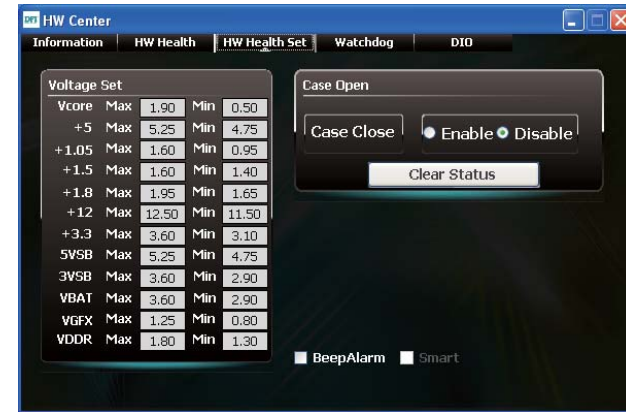 DFI HW Center
Information HW Health HW Health Set Watchdog DIO
Voltage Set
Vcore Max 1.90 Min 0.50
+5 Max 5.25 Min 4.75
+1.05 Max 1.60 Min 0.95
+1.5 Max 1.60 Min 1.40
+1.8 Max 1.95 Min 1.65
+12 Max 12.50 Min 11.50
+3.3 Max 3.60 Min 3.10
5VSB Max 5.25 Min 4.75
3VSB Max 3.60 Min 2.90
VBAT Max 3.60 Min 2.90
VGFX Max 1.25 Min 0.80
VDDR Max 1.80 Min 1.30
Case Open
Case Close Enable Disable
Clear Status
BeepAlarm Smart